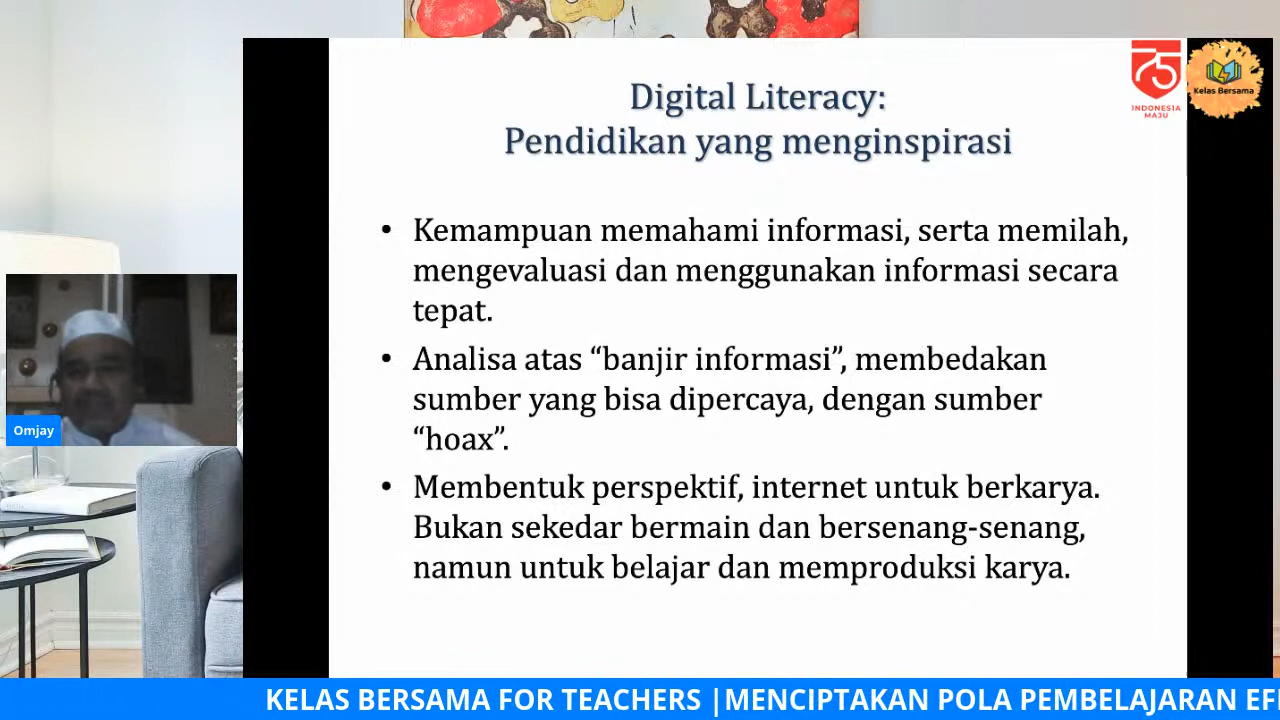 Digital Literacy:
Pendidikan yang menginspirasi
75
INDONESIA
MAJU
Kelas Bersama
• Kemampuan memahami informasi, serta memilah,
mengevaluasi dan menggunakan informasi secara
tepat.
• Analisa atas “banjir informasi”, membedakan
sumber yang bisa dipercaya, dengan sumber
“hoax”.
• Membentuk perspektif, internet untuk berkarya.
Bukan sekedar bermain dan bersenang-senang,
namun untuk belajar dan memproduksi karya.
Omjay
KELAS BERSAMA FOR TEACHERS |MENCIPTAKAN POLA PEMBELAJARAN EFE